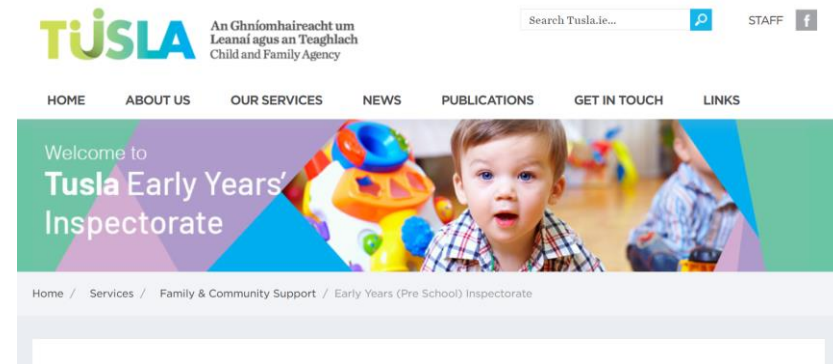 TUSLA
An Ghníomhaireacht um
Leanaí agus an Teaghlach
Child and Family Agency
Search Tusla.ie...
STAFF
f
HOME ABOUT US OUR SERVICES NEWS PUBLICATIONS GET IN TOUCH LINKS
Welcome to
Tusla Early Years'
Inspectorate
Home / Services / Family & Community Support / Early Years (Pre School) Inspectorate